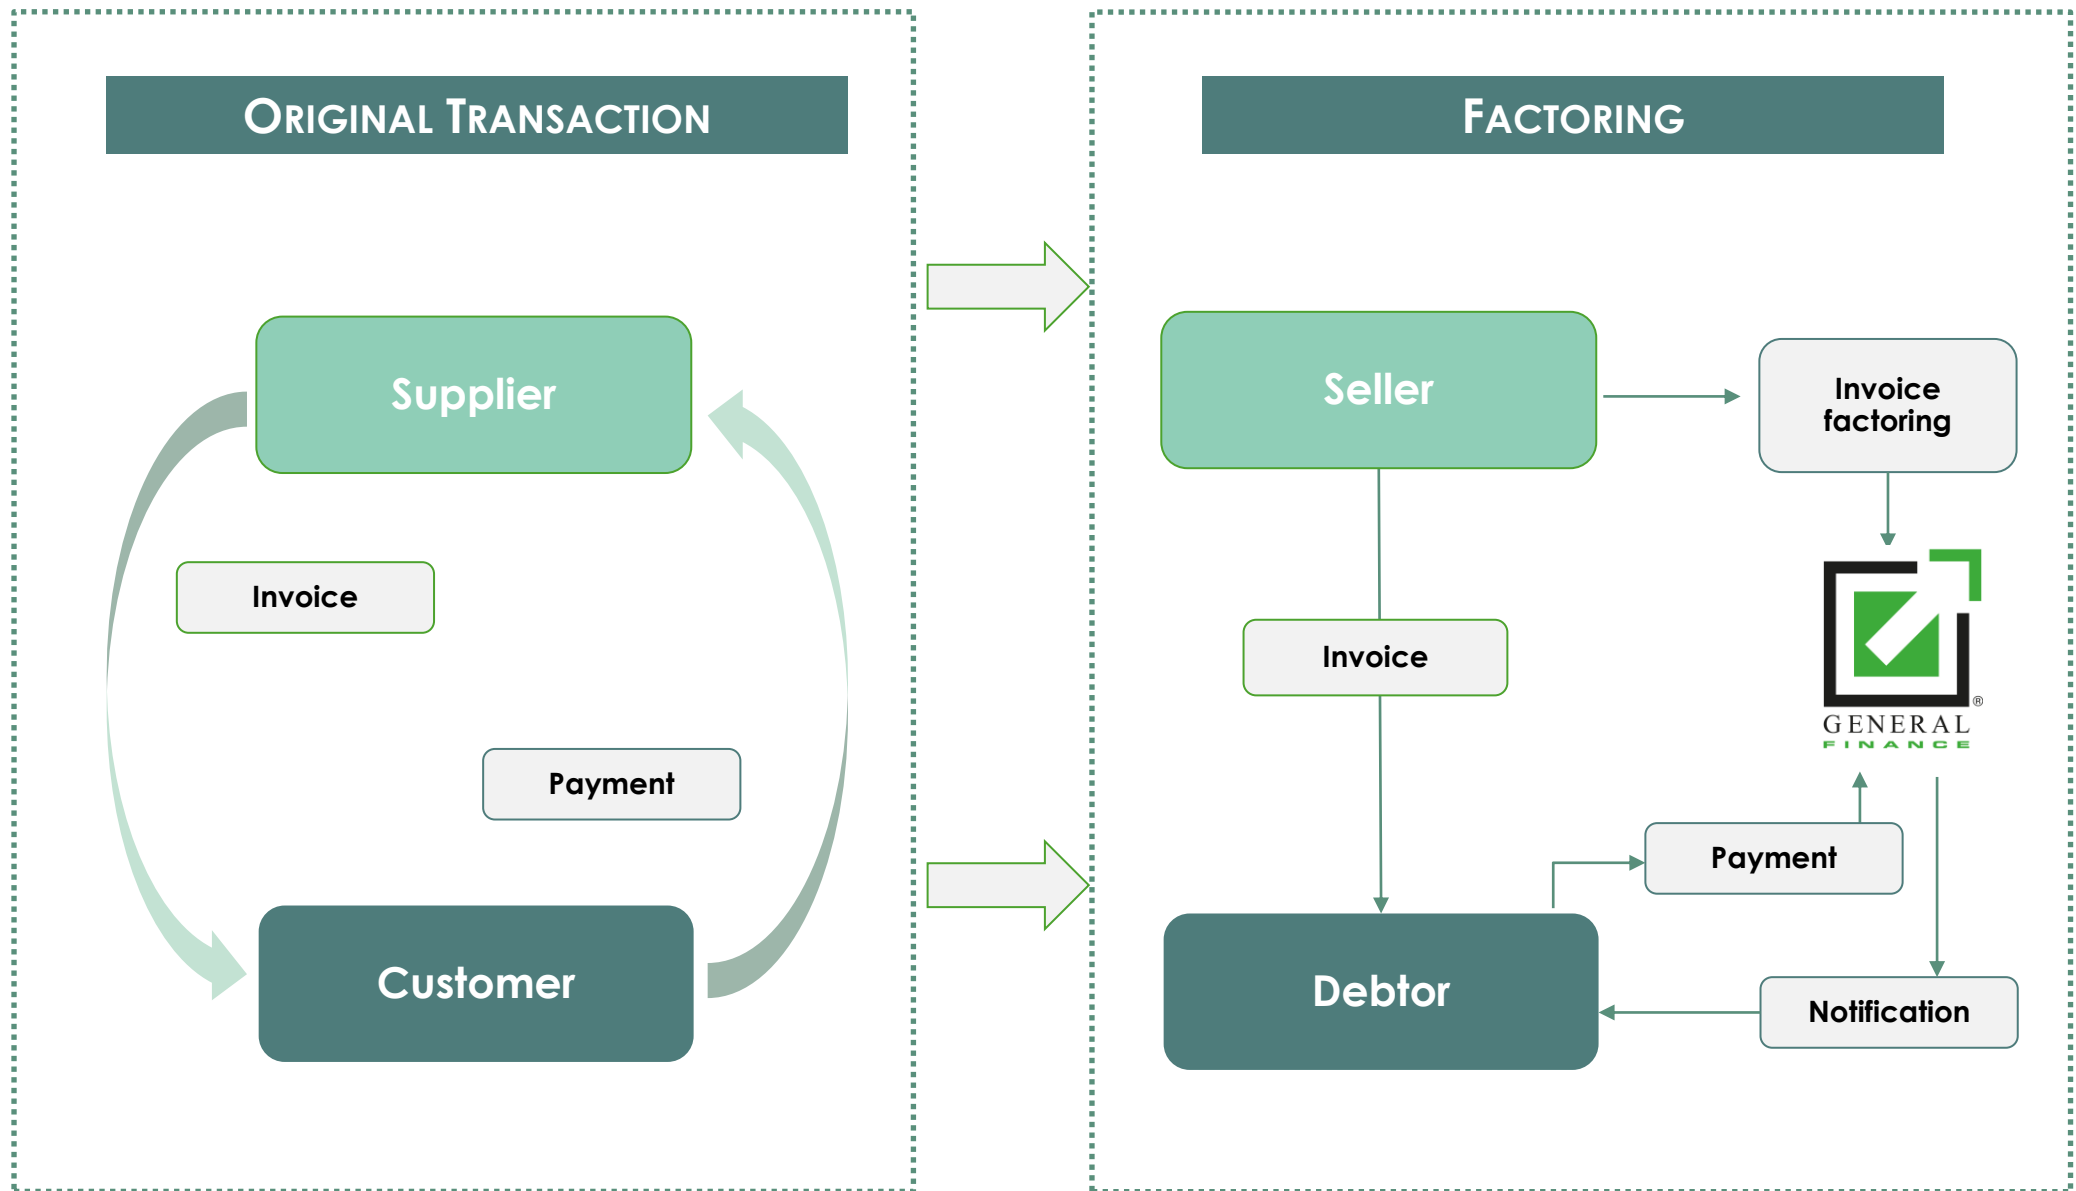 ORIGINAL TRANSACTION
Supplier
Invoice
Payment
Customer
FACTORING
Seller
Invoice
factoring
Invoice
GENERAL
FINANCE
®
Payment
Debtor
Notification